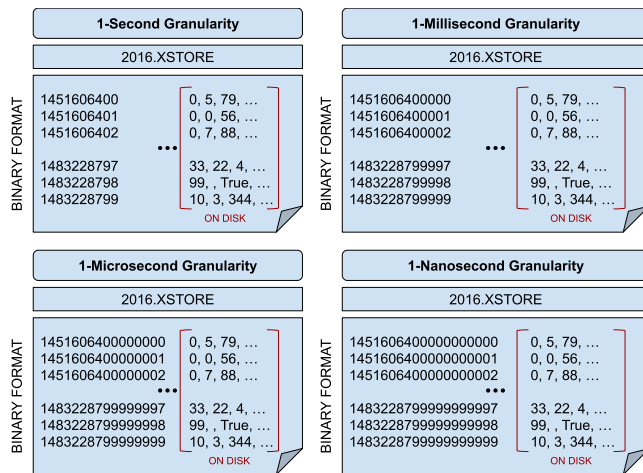 1-Second Granularity
2016.XSTORE
BINARY FORMAT
1451606400 0, 5, 79, …
1451606401 0, 0, 56, …
1451606402 0, 7, 88, …
•••
1483228797 33, 22, 4, …
1483228798 99, , True, …
1483228799 10, 3, 344, …
ON DISK
1-Millisecond Granularity
2016.XSTORE
BINARY FORMAT
1451606400000 0, 5, 79, …
1451606400001 0, 0, 56, …
1451606400002 0, 7, 88, …
•••
1483228799997 33, 22, 4, …
1483228799998 99, , True, …
1483228799999 10, 3, 344, …
ON DISK
1-Microsecond Granularity
2016.XSTORE
BINARY FORMAT
1451606400000000 0, 5, 79, …
1451606400000001 0, 0, 56, …
1451606400000002 0, 7, 88, …
•••
1483228799999997 33, 22, 4, …
1483228799999998 99, , True, …
1483228799999999 10, 3, 344, …
ON DISK
1-Nanosecond Granularity
2016.XSTORE
BINARY FORMAT
1451606400000000000 0, 5, 79, …
1451606400000000001 0, 0, 56, …
1451606400000000002 0, 7, 88, …
•••
1483228799999999997 33, 22, 4, …
1483228799999999998 99, , True, …
1483228799999999999 10, 3, 344, …
ON DISK